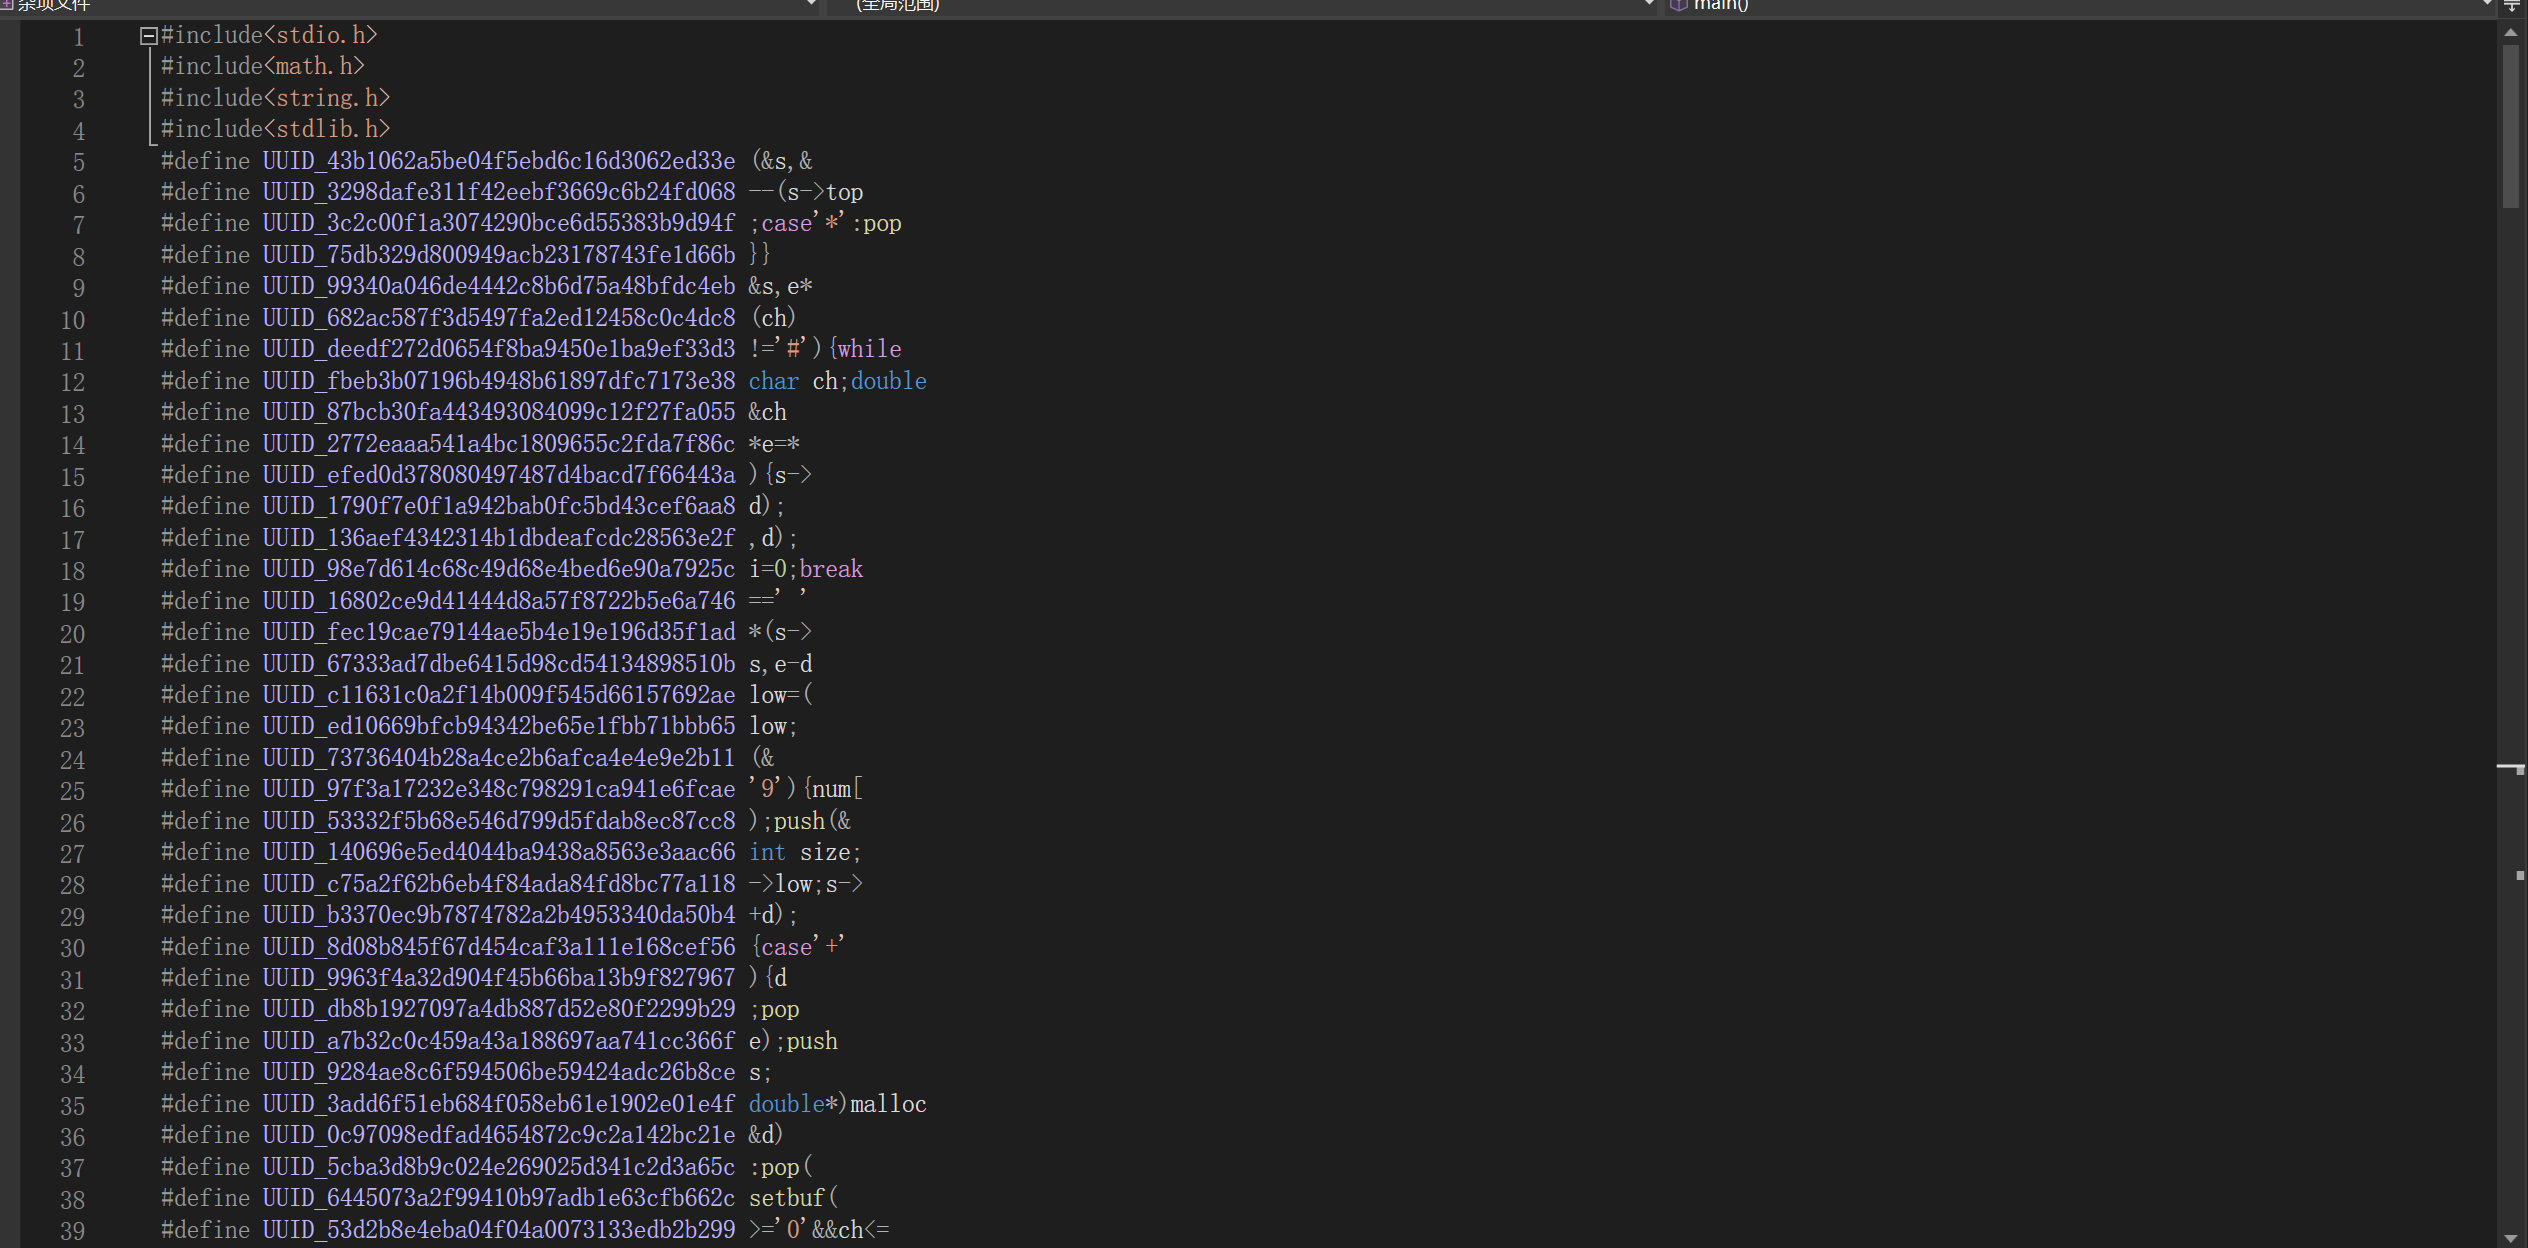 杂项文件 (全局范围) main()
1 #include<stdio.h>
2 #include<math.h>
3 #include<string.h>
4 #include<stdlib.h>
5 #define UUID_43b1062a5be04f5ebd6c16d3062ed33e (&s,&
6 #define UUID_3298dafe311f42eebf3669c6b24fd068 --(s->top
7 #define UUID_3c2c00f1a3074290bce6d55383b9d94f ;case'*':pop
8 #define UUID_75db329d800949acb23178743fe1d66b }}
9 #define UUID_99340a046de4442c8b6d75a48bfdc4eb &s,e*
10 #define UUID_682ac587f3d5497fa2ed12458c0c4dc8 (ch)
11 #define UUID_deedf272d0654f8ba9450e1ba9ef33d3 !='#'){while
12 #define UUID_fbeb3b07196b4948b61897dfc7173e38 char ch;double
13 #define UUID_87bcb30fa443493084099c12f27fa055 &ch
14 #define UUID_2772eaaa541a4bc1809655c2fda7f86c *e=*
15 #define UUID_efed0d378080497487d4bacd7f66443a ){s->
16 #define UUID_1790f7e0f1a942bab0fc5bd43cef6aa8 d);
17 #define UUID_136aef4342314b1dbdeafcdc28563e2f ,d);
18 #define UUID_98e7d614c68c49d68e4bed6e90a7925c i=0;break
19 #define UUID_16802ce9d41444d8a57f8722b5e6a746 ==' '
20 #define UUID_fec19cae79144ae5b4e19e196d35f1ad *(s->
21 #define UUID_67333ad7dbe6415d98cd54134898510b s,e-d
22 #define UUID_c11631c0a2f14b009f545d66157692ae low=(
23 #define UUID_ed10669bfcb94342be65e1fbb71bbb65 low;
24 #define UUID_73736404b28a4ce2b6afca4e4e9e2b11 (&
25 #define UUID_97f3a17232e348c798291ca941e6fcae '9'){num[
26 #define UUID_53332f5b68e546d799d5fdab8ec87cc8 );push(&
27 #define UUID_140696e5ed4044ba9438a8563e3aac66 int size;
28 #define UUID_c75a2f62b6eb4f84ada84fd8bc77a118 ->low;s->
29 #define UUID_b3370ec9b7874782a2b4953340da50b4 +d);
30 #define UUID_8d08b845f67d454caf3a111e168cef56 {case'+'
31 #define UUID_9963f4a32d904f45b66ba13b9f827967 ){d
32 #define UUID_db8b1927097a4db887d52e80f2299b29 ;pop
33 #define UUID_a7b32c0c459a43a188697aa741cc366f e);push
34 #define UUID_9284ae8c6f594506be59424adc26b8ce s;
35 #define UUID_3add6f51eb684f058eb61e1902e01e4f double*)malloc
36 #define UUID_0c97098edfad4654872c9c2a142bc21e &d)
37 #define UUID_5cba3d8b9c024e269025d341c2d3a65c :pop(
38 #define UUID_6445073a2f99410b97adb1e63cfb662c setbuf(
39 #define UUID_53d2b8e4eba04f04a0073133edb2b299 >='0'&&ch<=